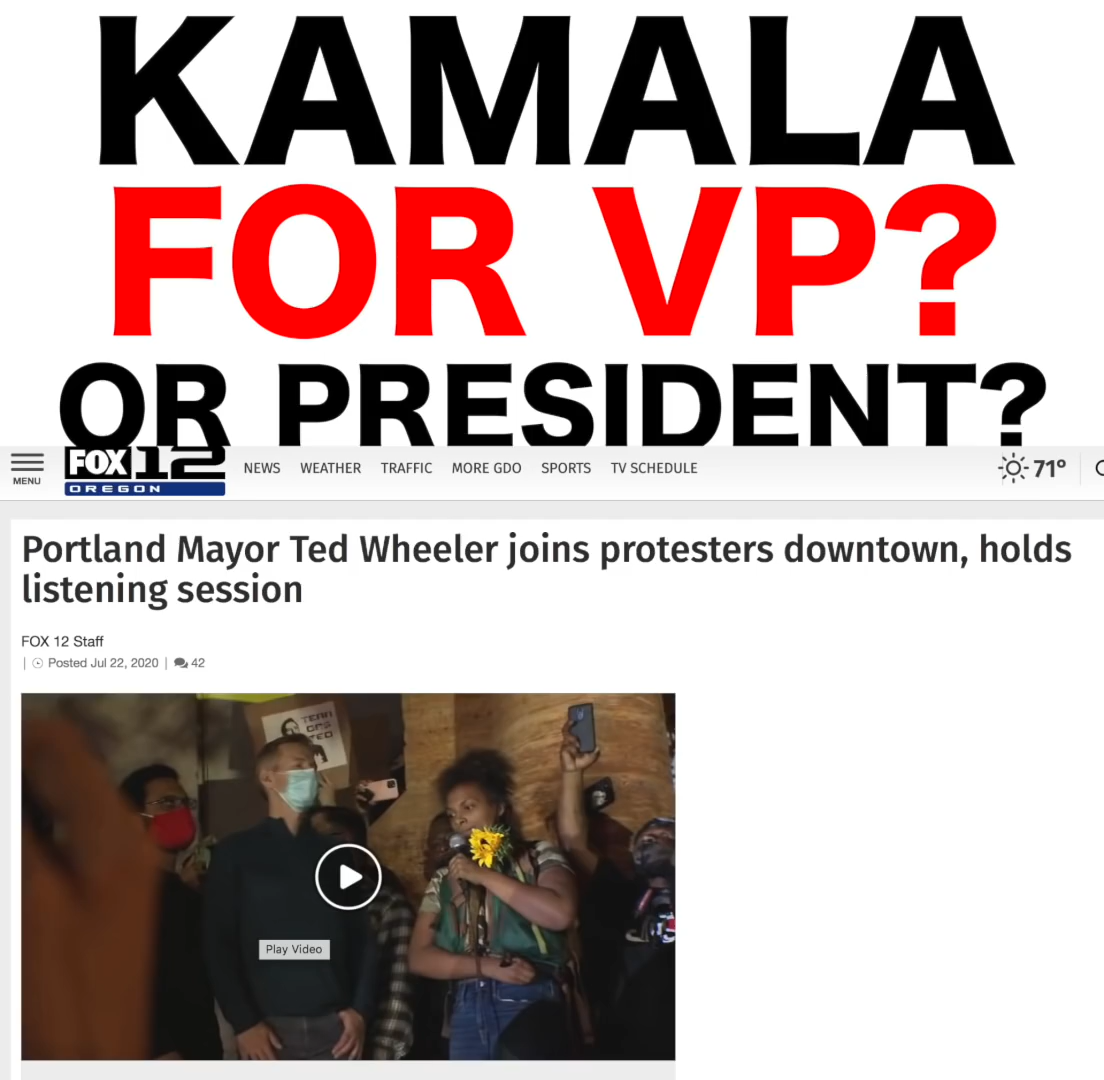 KAMALA
FOR VP?
OR PRESIDENT?
MENU
FOX 12
OREGON
NEWS WEATHER TRAFFIC MORE GDO SPORTS TV SCHEDULE
71°
Portland Mayor Ted Wheeler joins protesters downtown, holds
listening session
FOX 12 Staff
| Posted Jul 22, 2020 | 42
TEAR
TED
Play Video